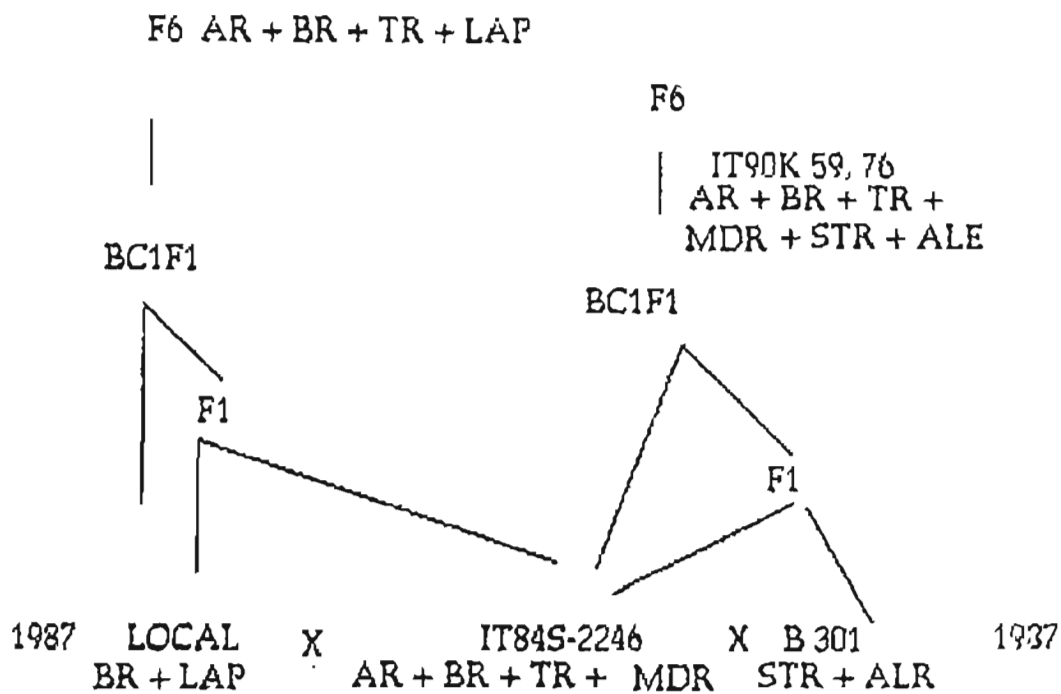 F6 AR + BR + TR + LAP
F6
IT90K 59, 76
AR + BR + TR +
MDR + STR + ALE
BC1F1
BC1F1
F1
F1
1987 LOCAL X IT84S-2246 X B 301 1937
BR + LAP AR + BR + TR + MDR STR + ALR